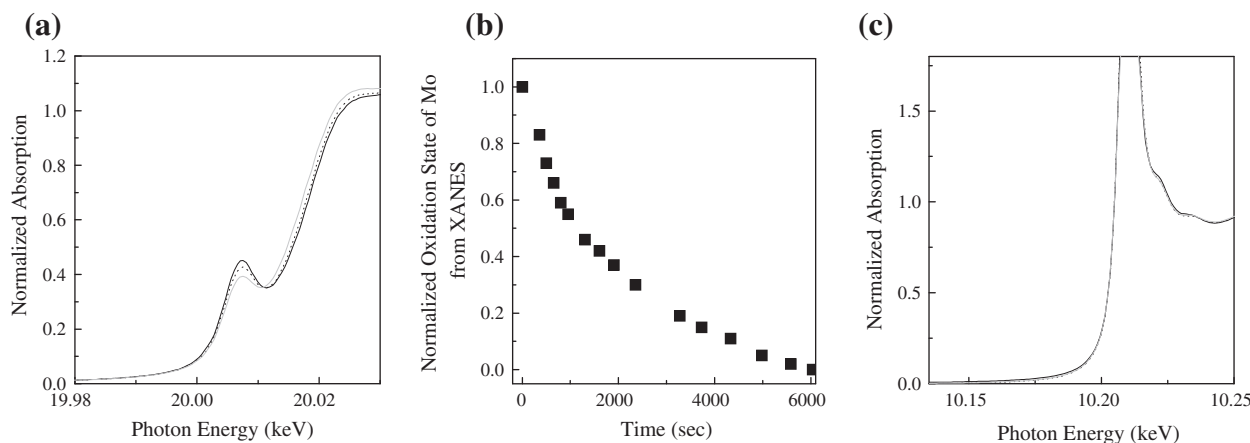 (a)
1.2
1.0
0.8
0.6
0.4
0.2
0.0
Normalized Absorption
19.98
20.00
20.02
Photon Energy (keV)
(b)
1.0
0.8
0.6
0.4
0.2
0.0
Normalized Oxidation State of Mo
from XANES
0
2000
4000
6000
Time (sec)
(c)
1.5
1.0
0.5
0.0
Normalized Absorption
10.15
10.20
10.25
Photon Energy (keV)